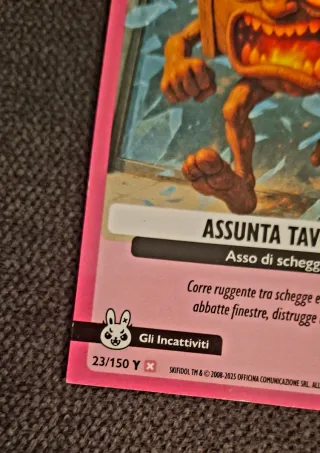 ASSUNTA TAV
Asso di schegg
Corre ruggente tra schegge e
abbatte finestre, distrugge
Gli Incattiviti
23/150 Y
SKIFIDOL TM & © 2008-2025 OFFICINA COMUNICAZIONE SRL. ALL